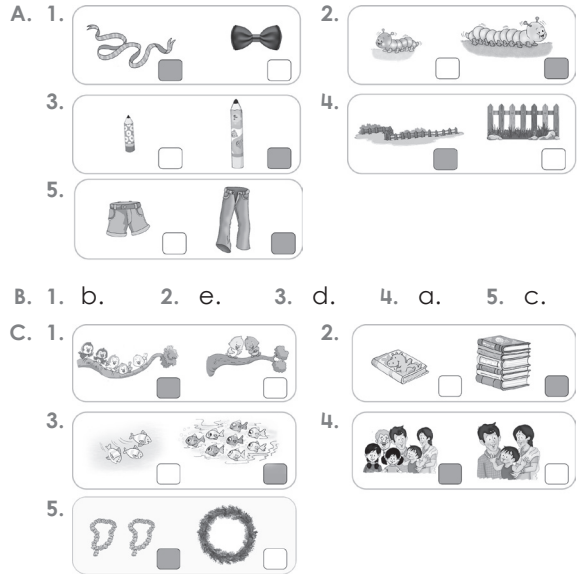 A. 1. 2.
3. 4.
5.
B. 1. b. 2. e. 3. d. 4. a. 5. c.
C. 1. 2.
3. 4.
5.